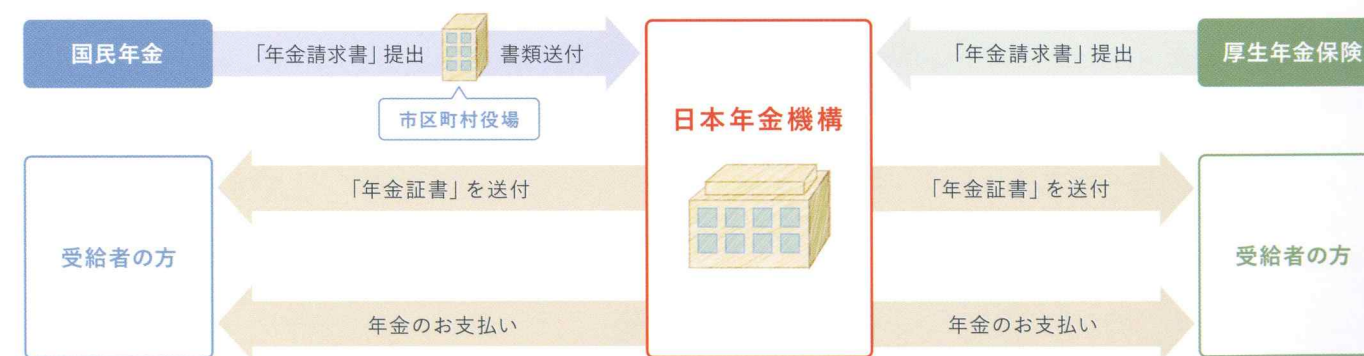 国民年金
「年金請求書」提出
書類送付
市区町村役場
日本年金機構
「年金請求書」提出
厚生年金保険
受給者の方
「年金証書」を送付
「年金証書」を送付
受給者の方
年金のお支払い
年金のお支払い